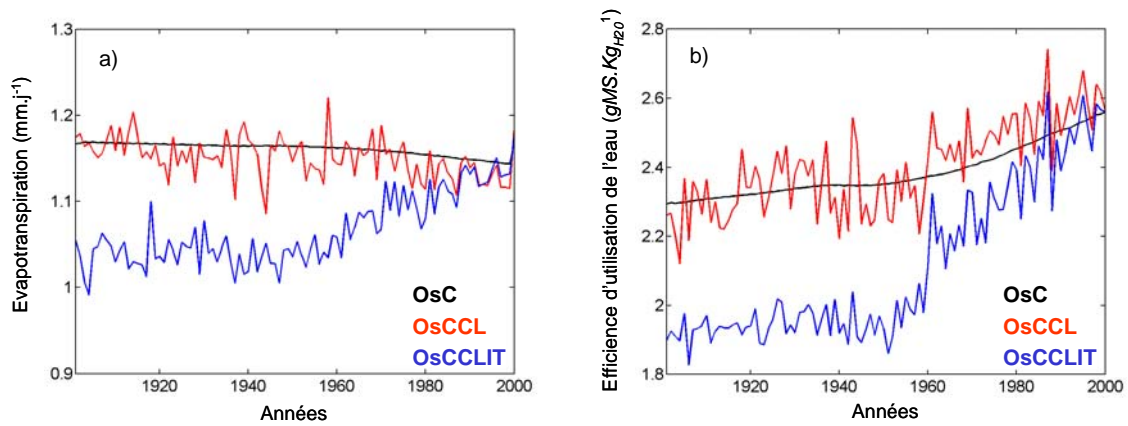 1.3
1.2
1.1
1
0.9
Evapotranspiration (mm.j-1)
a)
OsC
OsCCL
OsCCLIT
1920 1940 1960 1980 2000
Années
2.8
2.6
2.4
2.2
2
1.8
Efficience d'utilisation de l'eau (gMS.KgH20 1)
b)
OsC
OsCCL
OsCCLIT
1920 1940 1960 1980 2000
Années